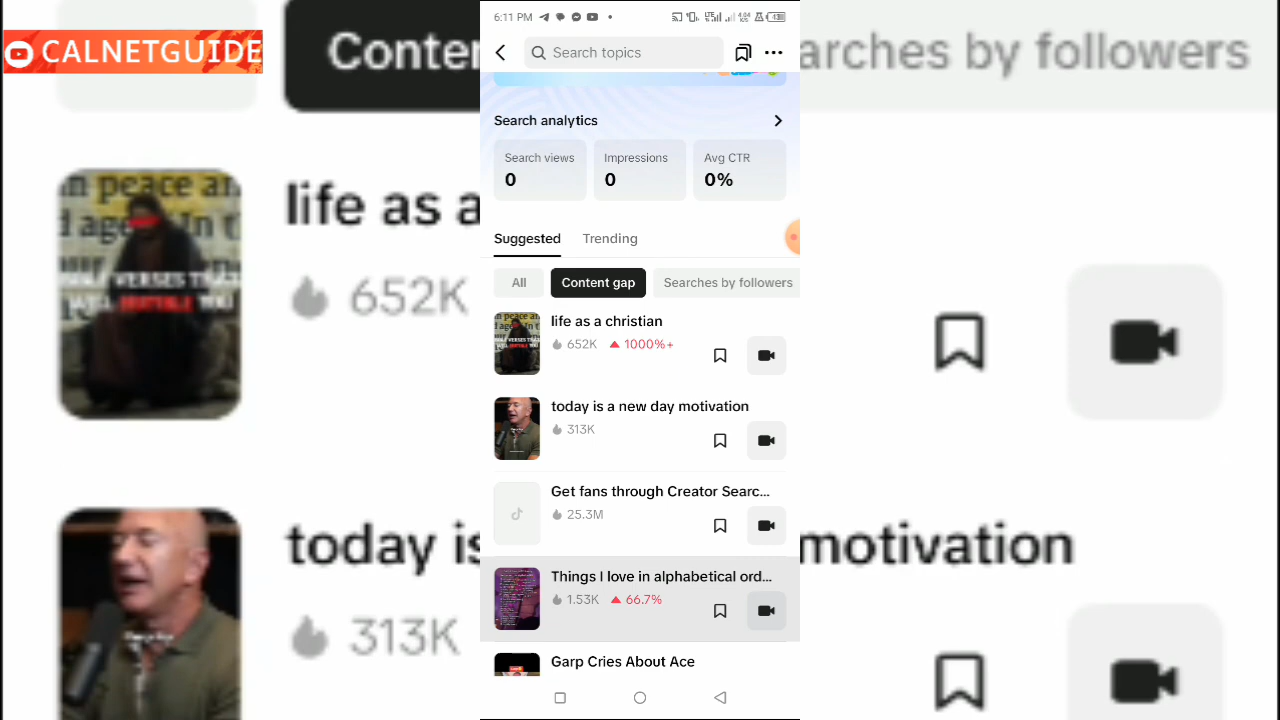 CALNETGUIDE
Conter
arches by followers
life as a
652K
today is
motivation
313K
6:11 PM
Search topics
Search analytics
Search views
Impressions
Avg CTR
0
0
0%
Suggested
Trending
All
Content gap
Searches by followers
life as a christian
652K 1000%+
today is a new day motivation
313K
Get fans through Creator Searc...
25.3M
Things I love in alphabetical ord...
1.53K 66.7%
Garp Cries About Ace